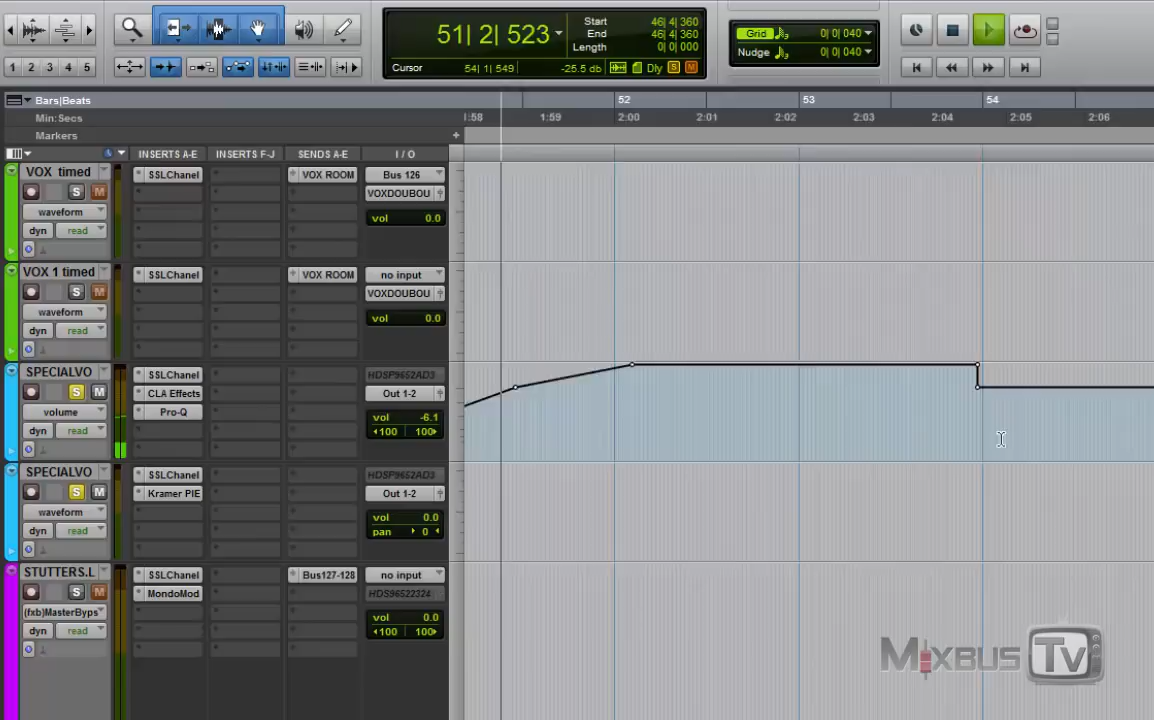 51| 2| 523
Start 46| 4| 360
End 46| 4| 360
Length 0| 0| 000
Cursor 54| 1| 549 -25.5 db Dly S M
Grid 0| 0| 040
Nudge 0| 0| 040
1 2 3 4 5
Bars|Beats 52 53 54
Min:Secs 1:58 1:59 2:00 2:01 2:02 2:03 2:04 2:05 2:06
Markers
INSERTS A-E INSERTS F-J SENDS A-E I / O
VOX timed SSLChanel VOX ROOM Bus 126
S M VOXDOUBOU
waveform vol 0.0
dyn read
VOX 1 timed SSLChanel VOX ROOM no input
S M VOXDOUBOU
waveform vol 0.0
dyn read
SPECIALVO SSLChanel HDSP9652AD3
S M CLA Effects Out 1-2
volume Pro-Q vol -6.1
dyn read 100 100
SPECIALVO SSLChanel HDSP9652AD3
S M Kramer PIE Out 1-2
waveform vol 0.0
dyn read pan 0
STUTTERS.L SSLChanel Bus127-128 no input
S M MondoMod HDS96522324
(fxb)MasterByps vol 0.0
dyn read 100 100
MIXBUS TV